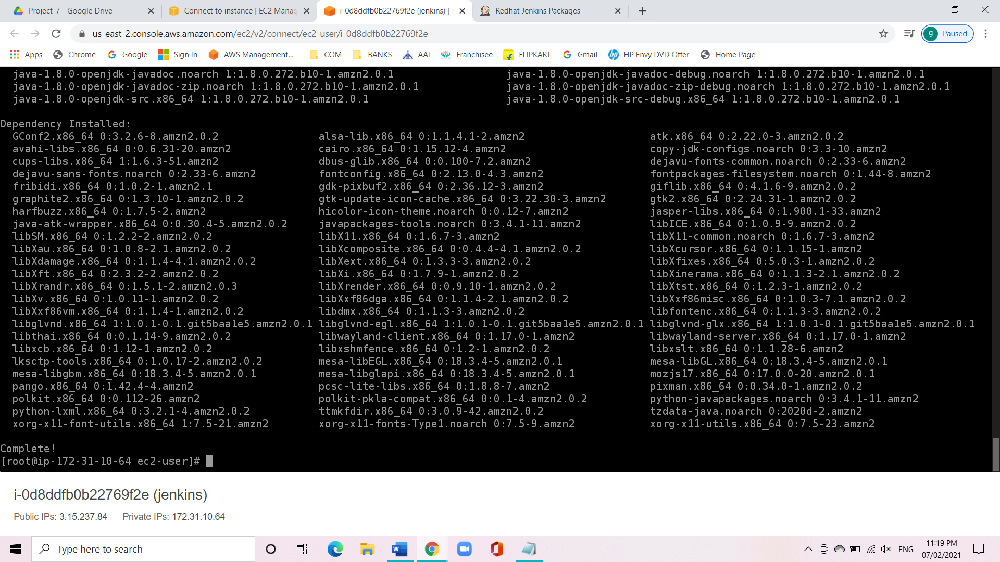 Project-7 - Google Drive
Connect to instance | EC2 Manag
i-0d8ddfb0b22769f2e (jenkins) | E
Redhat Jenkins Packages
us-east-2.console.aws.amazon.com/ec2/v2/connect/ec2-user/i-0d8ddfb0b22769f2e
g Paused
Apps Chrome Google Sign In AWS Management... COM BANKS AAI Franchisee FLIPKART Gmail HP Envy DVD Offer Home Page
java-1.8.0-openjdk-javadoc.noarch 1:1.8.0.272.b10-1.amzn2.0.1 java-1.8.0-openjdk-javadoc-debug.noarch 1:1.8.0.272.b10-1.amzn2.0.1
java-1.8.0-openjdk-javadoc-zip.noarch 1:1.8.0.272.b10-1.amzn2.0.1 java-1.8.0-openjdk-javadoc-zip-debug.noarch 1:1.8.0.272.b10-1.amzn2.0.1
java-1.8.0-openjdk-src.x86_64 1:1.8.0.272.b10-1.amzn2.0.1 java-1.8.0-openjdk-src-debug.x86_64 1:1.8.0.272.b10-1.amzn2.0.1
Dependency Installed:
GConf2.x86_64 0:3.2.6-8.amzn2.0.2 alsa-lib.x86_64 0:1.1.4.1-2.amzn2 atk.x86_64 0:2.22.0-3.amzn2.0.2
avahi-libs.x86_64 0:0.6.31-20.amzn2 cairo.x86_64 0:1.15.12-4.amzn2 copy-jdk-configs.noarch 0:3.3-10.amzn2
cups-libs.x86_64 1:1.6.3-51.amzn2 dbus-glib.x86_64 0:0.100-7.2.amzn2 dejavu-fonts-common.noarch 0:2.33-6.amzn2
dejavu-sans-fonts.noarch 0:2.33-6.amzn2 fontconfig.x86_64 0:2.13.0-4.3.amzn2 fontpackages-filesystem.noarch 0:1.44-8.amzn2
fribidi.x86_64 0:1.0.2-1.amzn2.1 gdk-pixbuf2.x86_64 0:2.36.12-3.amzn2 giflib.x86_64 0:4.1.6-9.amzn2.0.2
graphite2.x86_64 0:1.3.10-1.amzn2.0.2 gtk-update-icon-cache.x86_64 0:3.22.30-3.amzn2 gtk2.x86_64 0:2.24.31-1.amzn2.0.2
harfbuzz.x86_64 0:1.7.5-2.amzn2 hicolor-icon-theme.noarch 0:0.12-7.amzn2 jasper-libs.x86_64 0:1.900.1-33.amzn2
java-atk-wrapper.x86_64 0:0.30.4-5.amzn2.0.2 javapackages-tools.noarch 0:3.4.1-11.amzn2 libICE.x86_64 0:1.0.9-9.amzn2.0.2
libSM.x86_64 0:1.2.2-2.amzn2.0.2 libX11.x86_64 0:1.6.7-3.amzn2 libX11-common.noarch 0:1.6.7-3.amzn2
libXau.x86_64 0:1.0.8-2.1.amzn2.0.2 libXcomposite.x86_64 0:0.4.4-4.1.amzn2.0.2 libXcursor.x86_64 0:1.1.15-1.amzn2
libXdamage.x86_64 0:1.1.4-4.1.amzn2.0.2 libXext.x86_64 0:1.3.3-3.amzn2.0.2 libXfixes.x86_64 0:5.0.3-1.amzn2.0.2
libXft.x86_64 0:2.3.2-2.amzn2.0.2 libXi.x86_64 0:1.7.9-1.amzn2.0.2 libXinerama.x86_64 0:1.1.3-2.1.amzn2.0.2
libXrandr.x86_64 0:1.5.1-2.amzn2.0.3 libXrender.x86_64 0:0.9.10-1.amzn2.0.2 libXtst.x86_64 0:1.2.3-1.amzn2.0.2
libXv.x86_64 0:1.0.11-1.amzn2.0.2 libXxf86dga.x86_64 0:1.1.4-2.1.amzn2.0.2 libXxf86misc.x86_64 0:1.0.3-7.1.amzn2.0.2
libXxf86vm.x86_64 0:1.1.4-1.amzn2.0.2 libdmx.x86_64 0:1.1.3-3.amzn2.0.2 libfontenc.x86_64 0:1.1.3-3.amzn2.0.2
libglvnd.x86_64 1:1.0.1-0.1.git5baa1e5.amzn2.0.1 libglvnd-egl.x86_64 1:1.0.1-0.1.git5baa1e5.amzn2.0.1 libglvnd-glx.x86_64 1:1.0.1-0.1.git5baa1e5.amzn2.0.1
libthai.x86_64 0:0.1.14-9.amzn2.0.2 libwayland-client.x86_64 0:1.17.0-1.amzn2 libwayland-server.x86_64 0:1.17.0-1.amzn2
libxcb.x86_64 0:1.12-1.amzn2.0.2 libxshmfence.x86_64 0:1.2-1.amzn2.0.2 libxslt.x86_64 0:1.1.28-6.amzn2
lksctp-tools.x86_64 0:1.0.17-2.amzn2.0.2 mesa-libEGL.x86_64 0:18.3.4-5.amzn2.0.1 mesa-libGL.x86_64 0:18.3.4-5.amzn2.0.1
mesa-libgbm.x86_64 0:18.3.4-5.amzn2.0.1 mesa-libglapi.x86_64 0:18.3.4-5.amzn2.0.1 mozjs17.x86_64 0:17.0.0-20.amzn2.0.1
pango.x86_64 0:1.42.4-4.amzn2 pcsc-lite-libs.x86_64 0:1.8.8-7.amzn2 pixman.x86_64 0:0.34.0-1.amzn2.0.2
polkit.x86_64 0:0.112-26.amzn2 polkit-pkla-compat.x86_64 0:0.1-4.amzn2.0.2 python-javapackages.noarch 0:3.4.1-11.amzn2
python-lxml.x86_64 0:3.2.1-4.amzn2.0.2 ttmkfdir.x86_64 0:3.0.9-42.amzn2.0.2 tzdata-java.noarch 0:2020d-2.amzn2
xorg-x11-font-utils.x86_64 1:7.5-21.amzn2 xorg-x11-fonts-Type1.noarch 0:7.5-9.amzn2 xorg-x11-utils.x86_64 0:7.5-23.amzn2
Complete!
[root@ip-172-31-10-64 ec2-user]#
i-0d8ddfb0b22769f2e (jenkins)
Public IPs: 3.15.237.84 Private IPs: 172.31.10.64
Type here to search
ENG
11:19 PM
07/02/2021